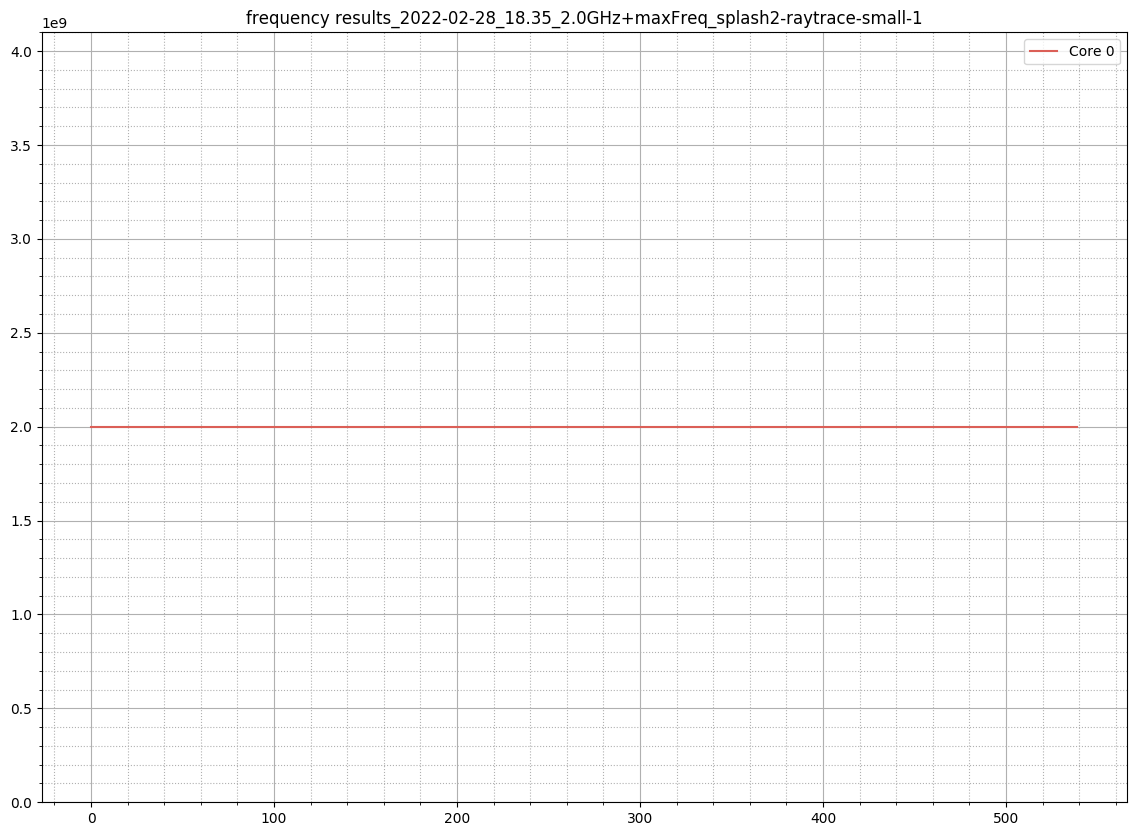 frequency results_2022-02-28_18.35_2.0GHz+maxFreq_splash2-raytrace-small-1
1e9
Core 0
4.0
3.5
3.0
2.5
2.0
1.5
1.0
0.5
0.0
0 100 200 300 400 500